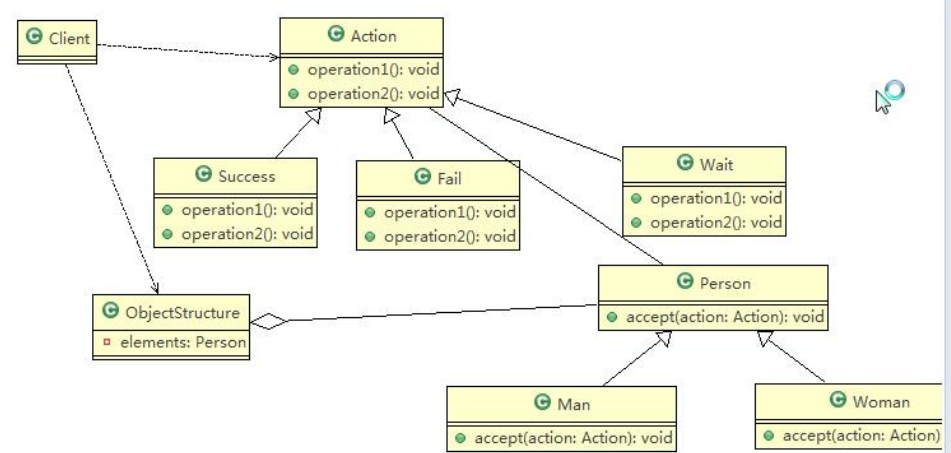 Client
Action
operation1(): void
operation2(): void
Success
operation1(): void
operation2(): void
Fail
operation1(): void
operation2(): void
Wait
operation1(): void
operation2(): void
Person
accept(action: Action): void
ObjectStructure
elements: Person
Man
accept(action: Action): void
Woman
accept(action: Action)